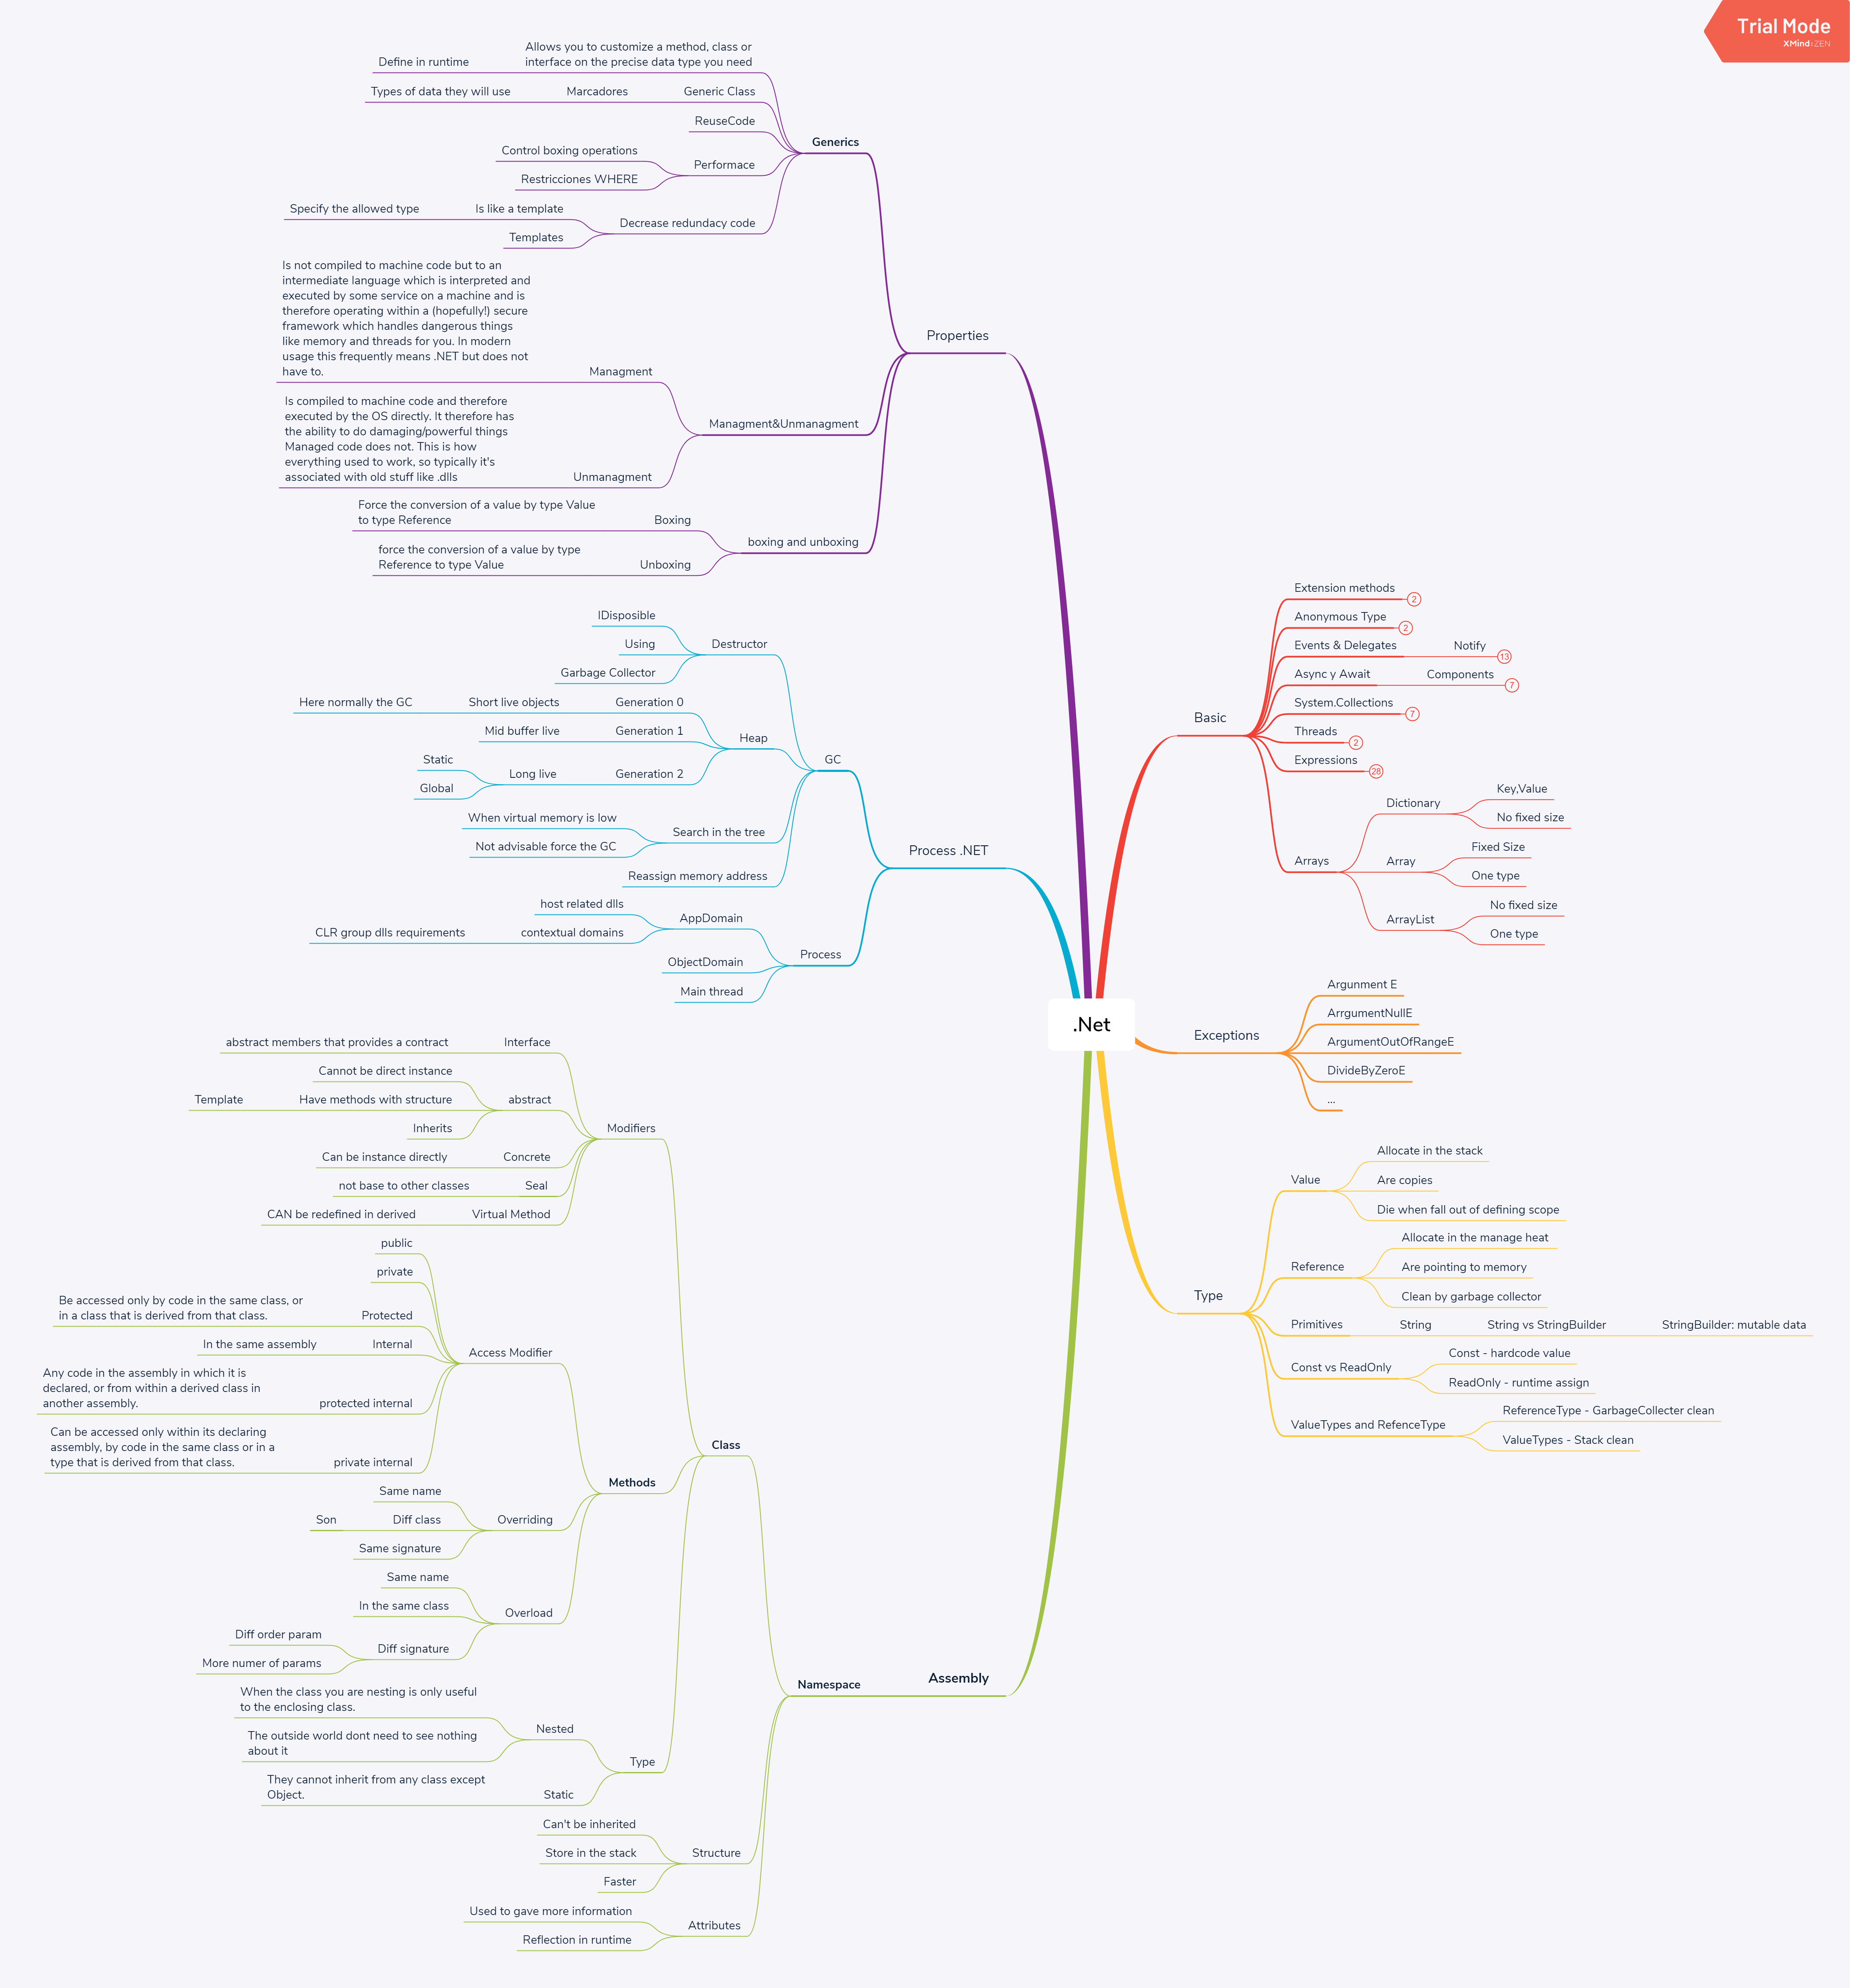 Trial Mode
XMind:ZEN
.Net
Properties
Generics
Allows you to customize a method, class or
interface on the precise data type you need
Define in runtime
Generic Class
Marcadores
Types of data they will use
ReuseCode
Performace
Control boxing operations
Restricciones WHERE
Decrease redundacy code
Is like a template
Specify the allowed type
Templates
Managment&Unmanagment
Managment
Is not compiled to machine code but to an
intermediate language which is interpreted and
executed by some service on a machine and is
therefore operating within a (hopefully!) secure
framework which handles dangerous things
like memory and threads for you. In modern
usage this frequently means .NET but does not
have to.
Unmanagment
Is compiled to machine code and therefore
executed by the OS directly. It therefore has
the ability to do damaging/powerful things
Managed code does not. This is how
everything used to work, so typically it's
associated with old stuff like .dlls
boxing and unboxing
Boxing
Force the conversion of a value by type Value
to type Reference
Unboxing
force the conversion of a value by type
Reference to type Value
Process .NET
GC
Destructor
IDisposible
Using
Garbage Collector
Heap
Generation 0
Short live objects
Here normally the GC
Generation 1
Mid buffer live
Generation 2
Long live
Static
Global
Search in the tree
When virtual memory is low
Not advisable force the GC
Reassign memory address
Process
AppDomain
host related dlls
contextual domains
CLR group dlls requirements
ObjectDomain
Main thread
Assembly
Namespace
Class
Modifiers
Interface
abstract members that provides a contract
abstract
Cannot be direct instance
Have methods with structure
Template
Inherits
Concrete
Can be instance directly
Seal
not base to other classes
Virtual Method
CAN be redefined in derived
Methods
Access Modifier
public
private
Protected
Be accessed only by code in the same class, or
in a class that is derived from that class.
Internal
In the same assembly
protected internal
Any code in the assembly in which it is
declared, or from within a derived class in
another assembly.
private internal
Can be accessed only within its declaring
assembly, by code in the same class or in a
type that is derived from that class.
Overriding
Same name
Diff class
Son
Same signature
Overload
Same name
In the same class
Diff signature
Diff order param
More numer of params
Type
Nested
When the class you are nesting is only useful
to the enclosing class.
The outside world dont need to see nothing
about it
Static
They cannot inherit from any class except
Object.
Structure
Can't be inherited
Store in the stack
Faster
Attributes
Used to gave more information
Reflection in runtime
Basic
Extension methods
2
Anonymous Type
2
Events & Delegates
Notify
13
Async y Await
Components
7
System.Collections
7
Threads
2
Expressions
28
Arrays
Dictionary
Key,Value
No fixed size
Array
Fixed Size
One type
ArrayList
No fixed size
One type
Exceptions
Argunment E
ArrgumentNullE
ArgumentOutOfRangeE
DivideByZeroE
...
Type
Value
Allocate in the stack
Are copies
Die when fall out of defining scope
Reference
Allocate in the manage heat
Are pointing to memory
Clean by garbage collector
Primitives
String
String vs StringBuilder
StringBuilder: mutable data
Const vs ReadOnly
Const - hardcode value
ReadOnly - runtime assign
ValueTypes and RefenceType
ReferenceType - GarbageCollecter clean
ValueTypes - Stack clean